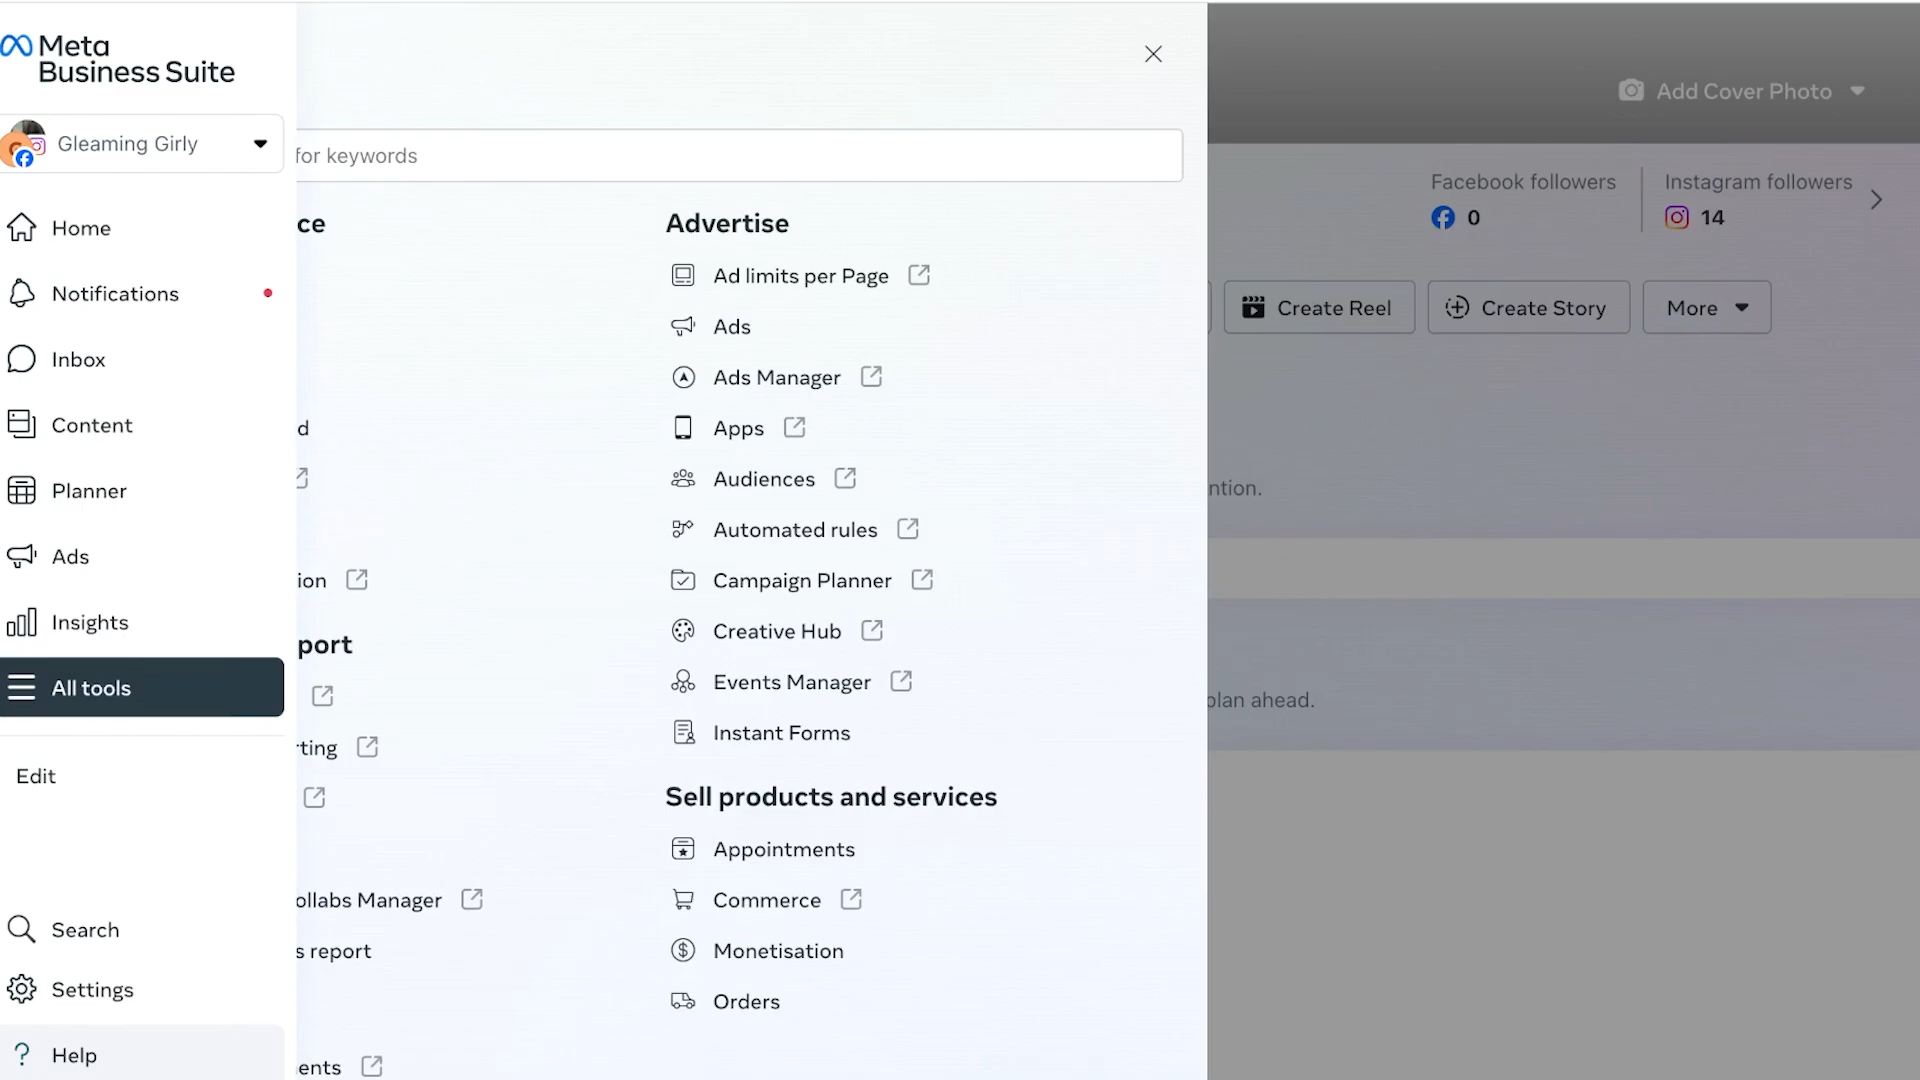 Meta
Business Suite
Gleaming Girly
Home
Notifications
Inbox
Content
Planner
Ads
Insights
All tools
Edit
Search
Settings
Help
for keywords
ce
d
ion
port
rting
ollabs Manager
s report
ents
Advertise
Ad limits per Page
Ads
Ads Manager
Apps
Audiences
Automated rules
Campaign Planner
Creative Hub
Events Manager
Instant Forms
Sell products and services
Appointments
Commerce
Monetisation
Orders
Add Cover Photo
Facebook followers
0
Instagram followers
14
Create Reel
Create Story
More
ntion.
plan ahead.